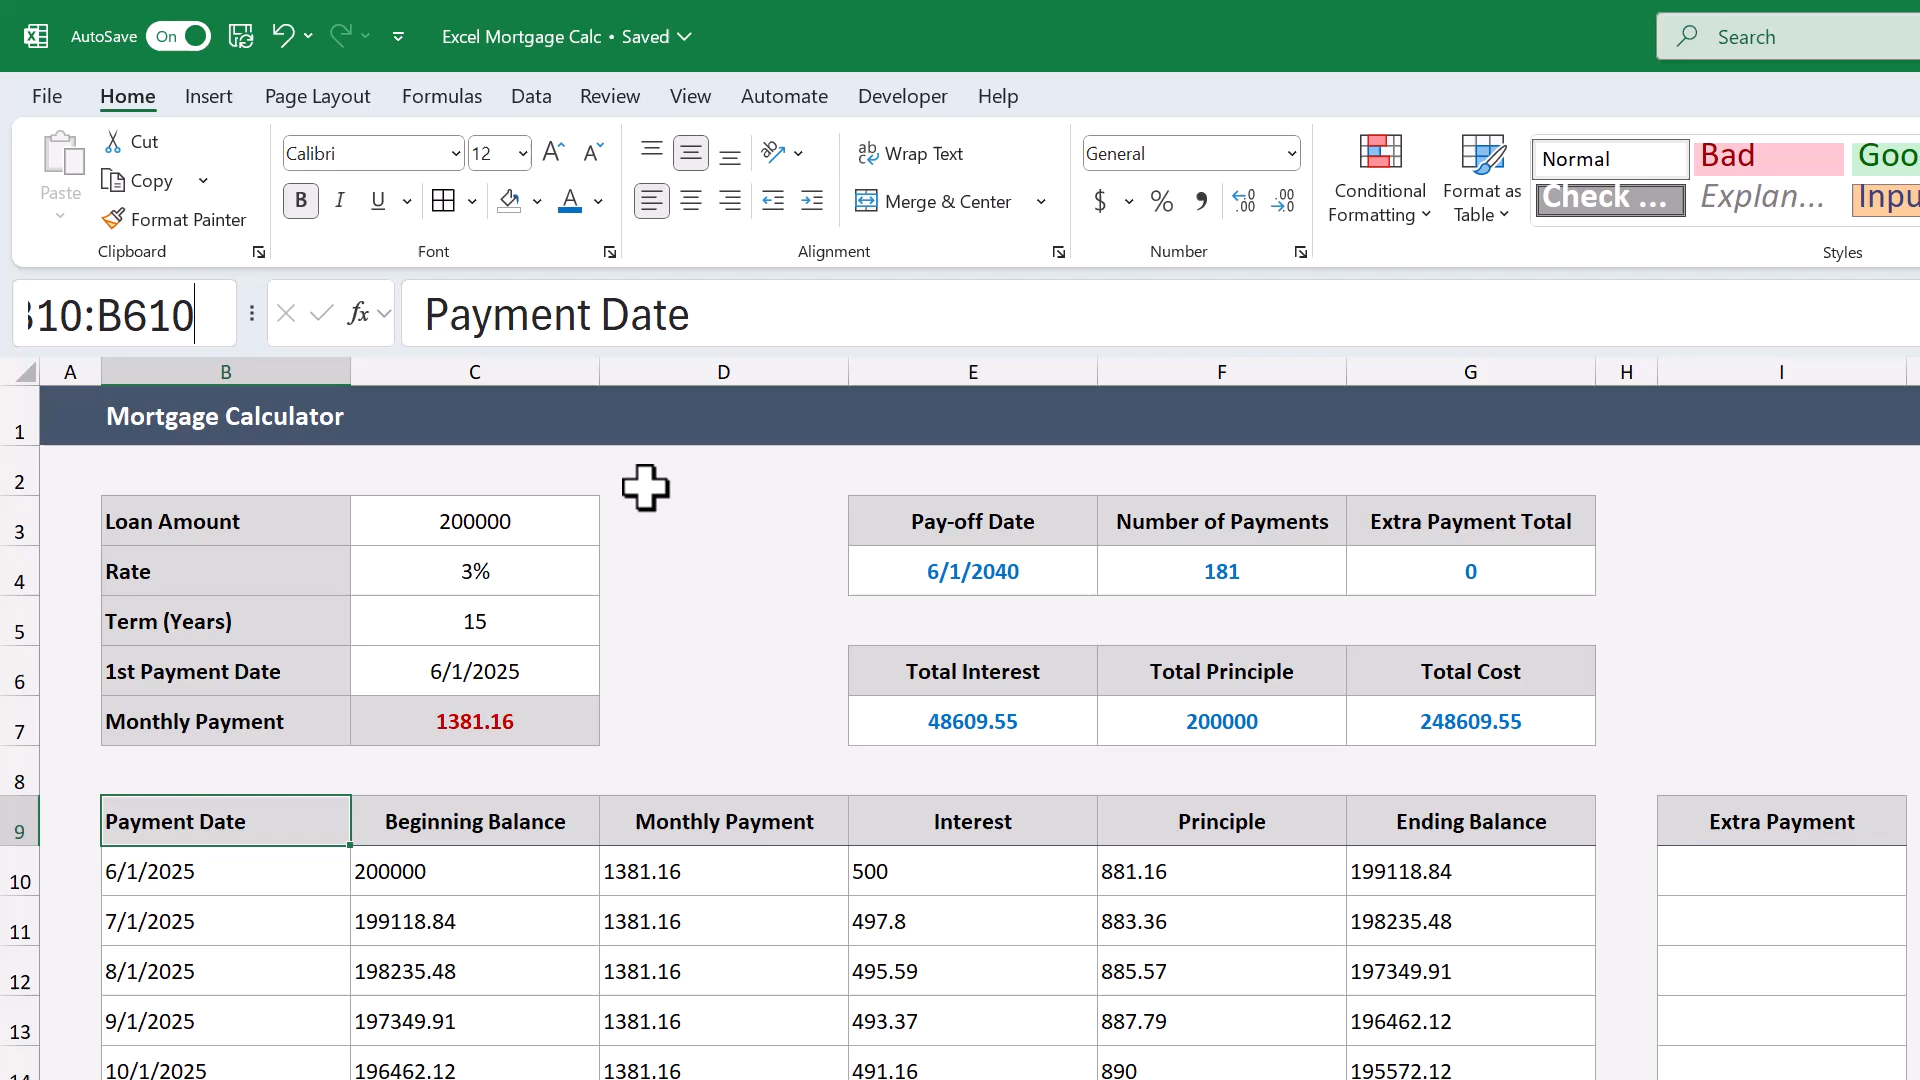 AutoSave On Excel Mortgage Calc • Saved Search
File Home Insert Page Layout Formulas Data Review View Automate Developer Help
Paste Cut Copy Format Painter Clipboard
Calibri 12 B I U A Font
Wrap Text Merge & Center Alignment
General $ % Number
Conditional Formatting Format as Table
Normal Bad Goo
Check ... Explan... Inpu
Styles
310:B610 fx Payment Date
A B C D E F G H I
1 Mortgage Calculator
2
3 Loan Amount 200000 Pay-off Date Number of Payments Extra Payment Total
4 Rate 3% 6/1/2040 181 0
5 Term (Years) 15
6 1st Payment Date 6/1/2025 Total Interest Total Principle Total Cost
7 Monthly Payment 1381.16 48609.55 200000 248609.55
8
9 Payment Date Beginning Balance Monthly Payment Interest Principle Ending Balance Extra Payment
10 6/1/2025 200000 1381.16 500 881.16 199118.84
11 7/1/2025 199118.84 1381.16 497.8 883.36 198235.48
12 8/1/2025 198235.48 1381.16 495.59 885.57 197349.91
13 9/1/2025 197349.91 1381.16 493.37 887.79 196462.12
14 10/1/2025 196462.12 1381.16 491.16 890 195572.12